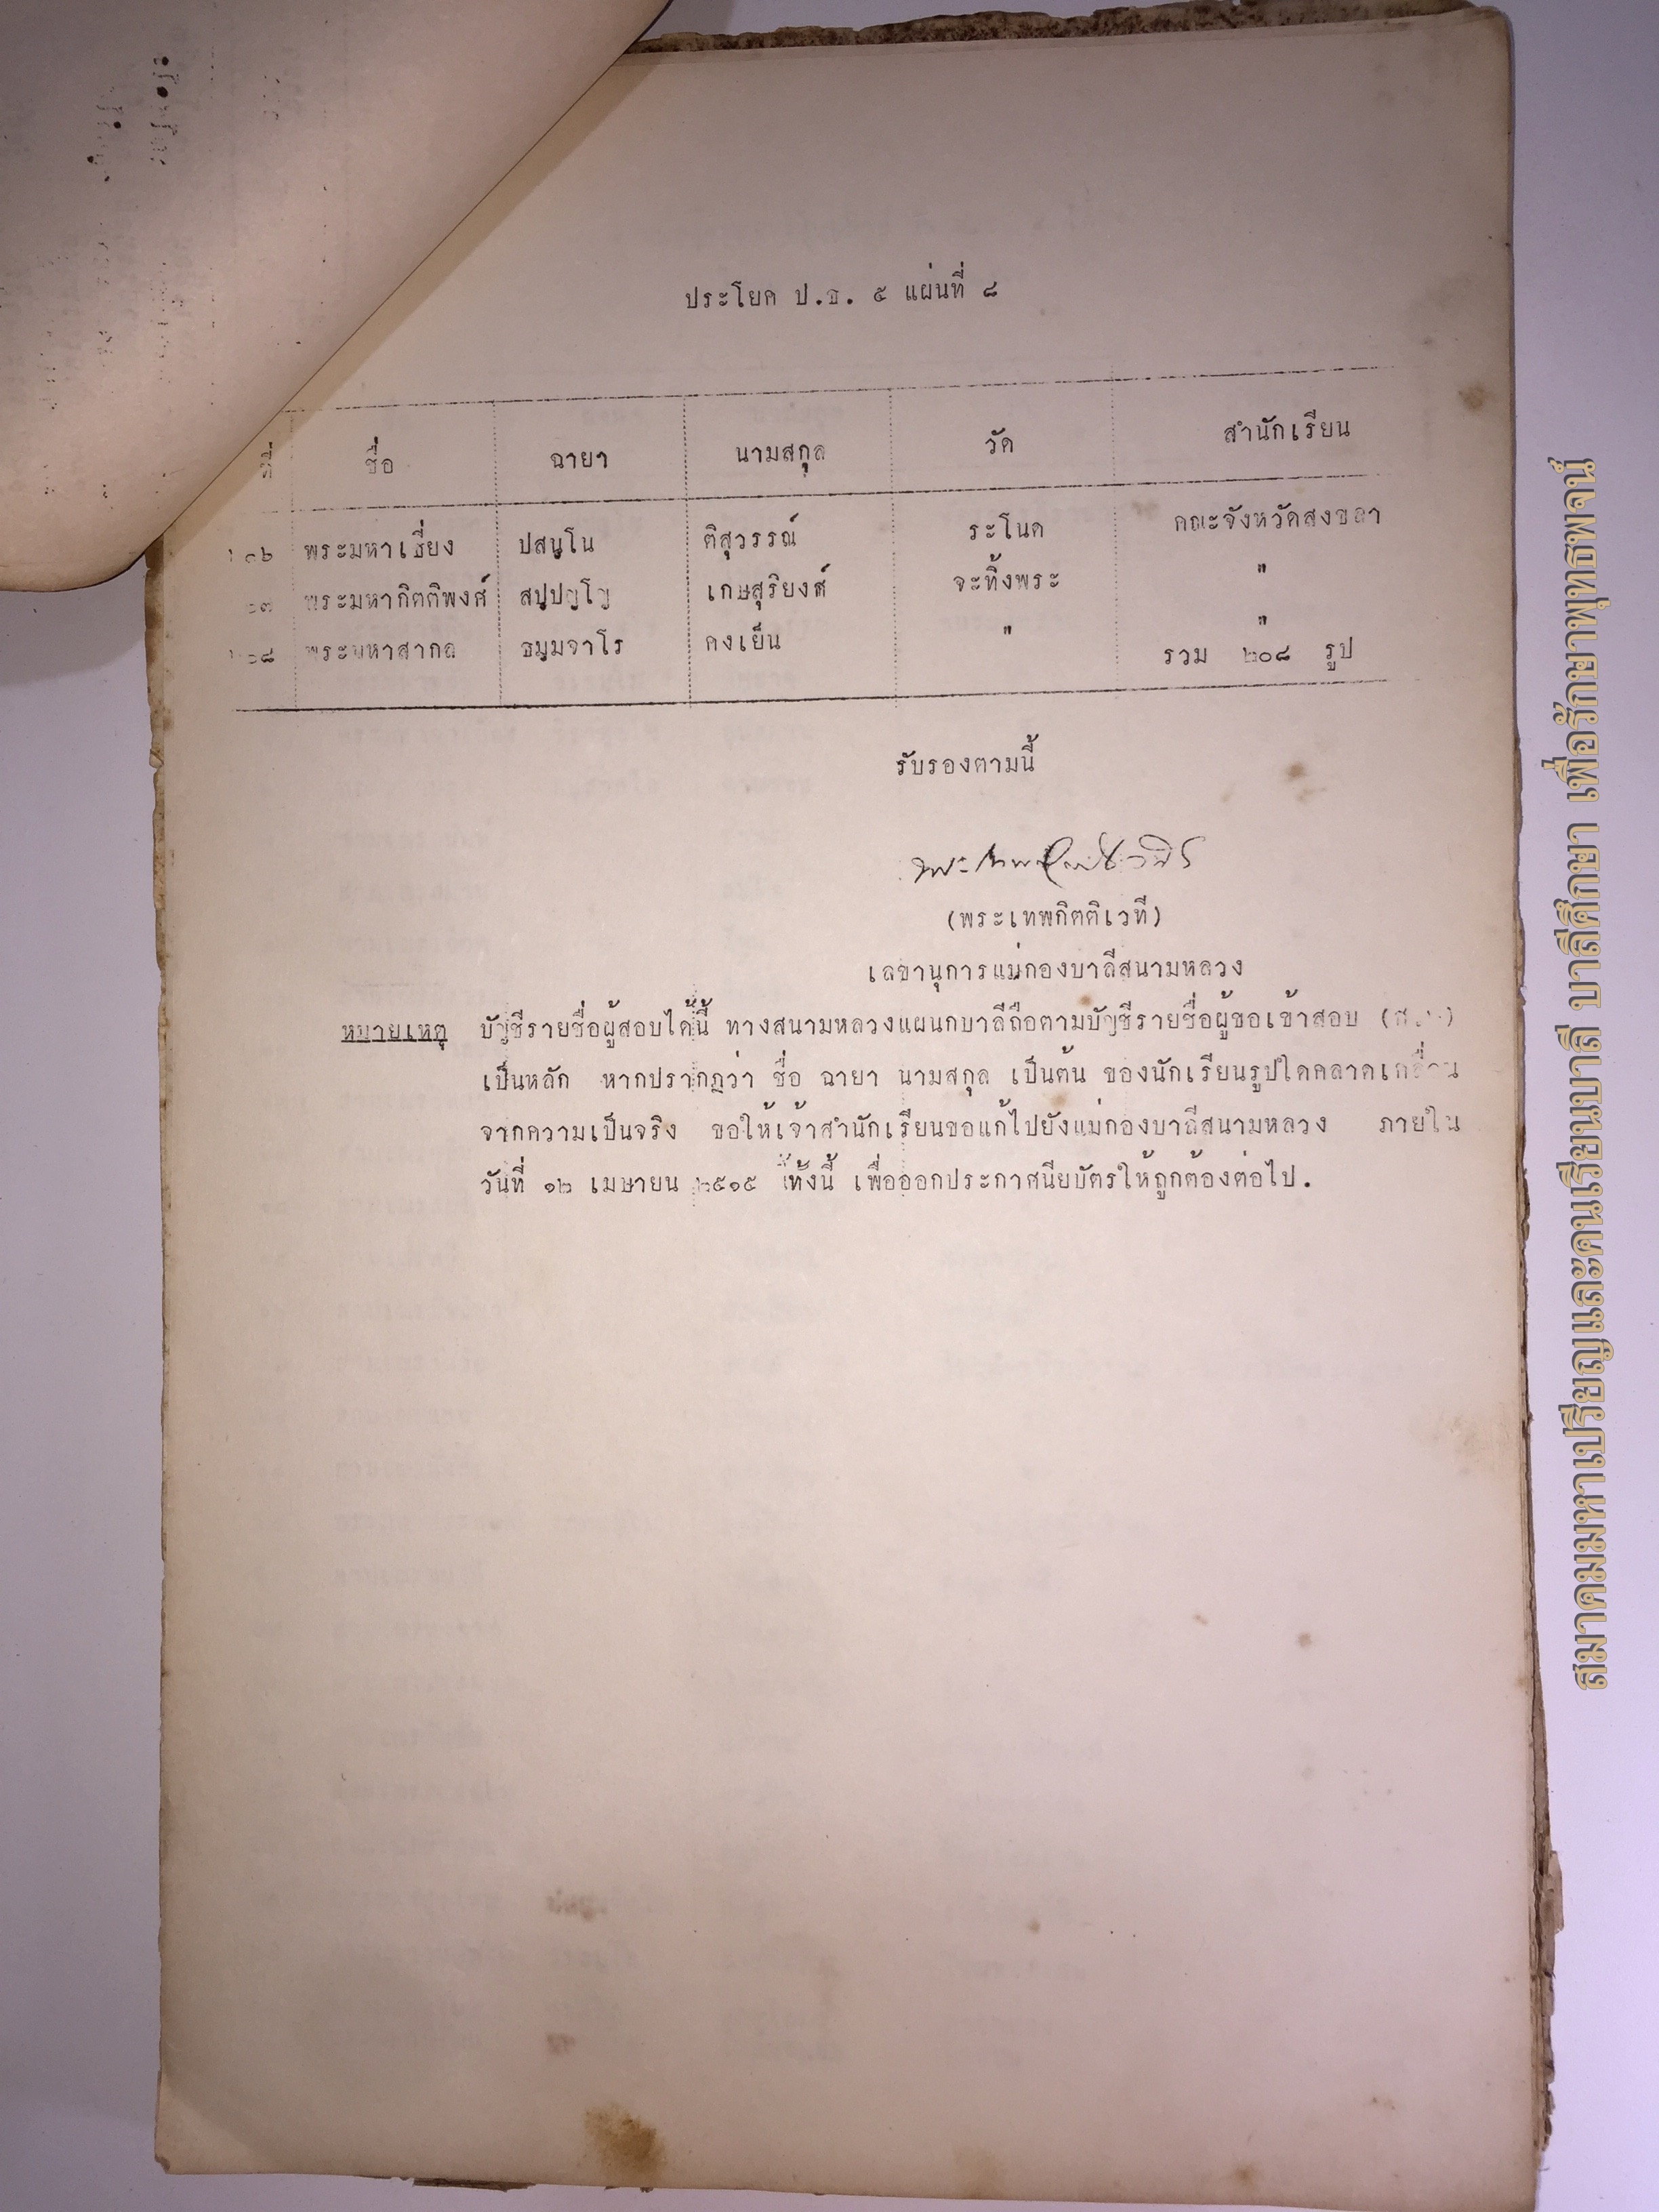 ประโยค ป.ธ. ๕ แผ่นที่ ๘
ที่ ชื่อ ฉายา นามสกุล วัด สำนักเรียน
๒๐๖ พระมหาเชี่ยง ปสนฺโน ติสุวรรณ์ ระโนด คณะจังหวัดสงขลา
๒๐๗ พระมหากิตติพงศ์ สปฺปญฺโญ เกษสุริยงศ์ จะทิ้งพระ "
๒๐๘ พระมหาสากล ธมฺมจาโร คงเย็น " "
รวม ๒๐๘ รูป
รับรองตามนี้
(พระเทพกิตติเวที)
เลขานุการแม่กองบาลีสนามหลวง
หมายเหตุ บัญชีรายชื่อผู้สอบได้นี้ ทางสนามหลวงแผนกบาลีถือตามบัญชีรายชื่อผู้ขอเข้าสอบ
เป็นหลัก หากปรากฏว่า ชื่อ ฉายา นามสกุล เป็นต้น ของนักเรียนรูปใดคลาดเคลื่อน
จากความเป็นจริง ขอให้เจ้าสำนักเรียนขอแก้ไปยังแม่กองบาลีสนามหลวง ภายใน
วันที่ ๑๒ เมษายน ๒๕๑๕ ทั้งนี้ เพื่อออกประกาศนียบัตรให้ถูกต้องต่อไป.
สมาคมมหาเปรียญและคนเรียนบาลี บาลีศึกษา เพื่อรักษาพุทธพจน์